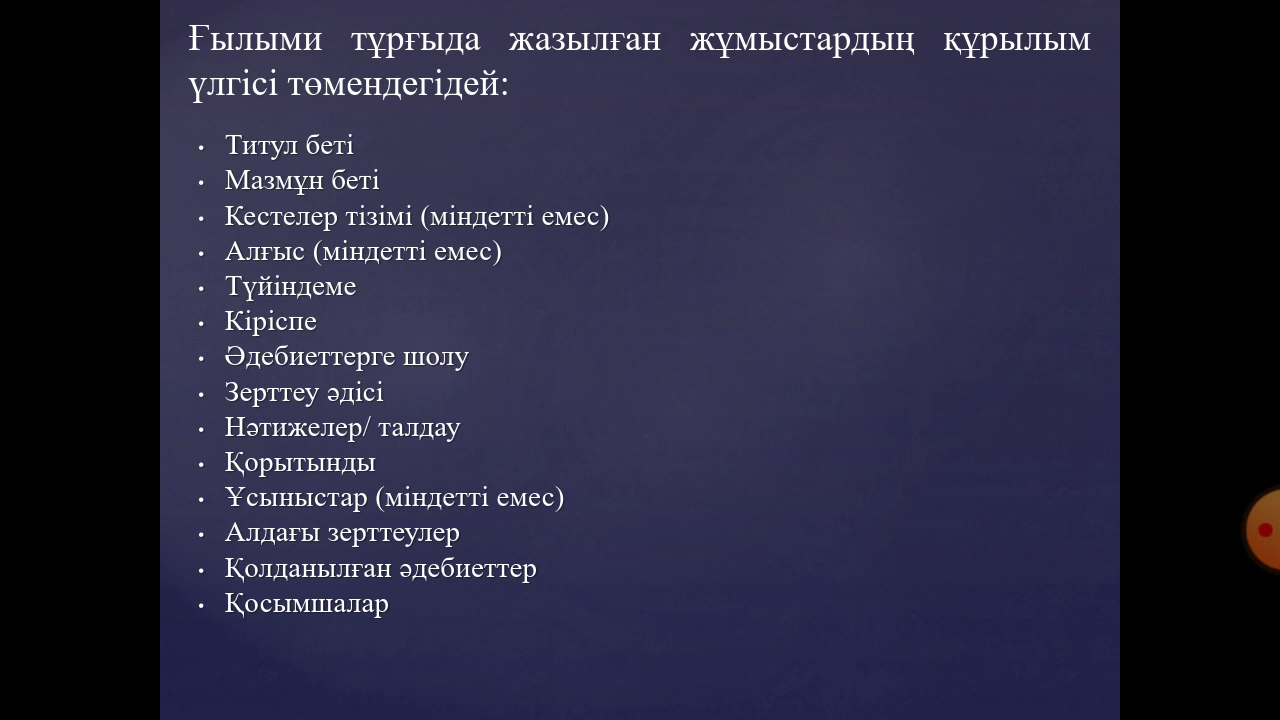 Ғылыми тұрғыда жазылған жұмыстардың құрылым
үлгісі төмендегідей:
• Титул беті
• Мазмұн беті
• Кестелер тізімі (міндетті емес)
• Алғыс (міндетті емес)
• Түйіндеме
• Кіріспе
• Әдебиеттерге шолу
• Зерттеу әдісі
• Нәтижелер/ талдау
• Қорытынды
• Ұсыныстар (міндетті емес)
• Алдағы зерттеулер
• Қолданылған әдебиеттер
• Қосымшалар